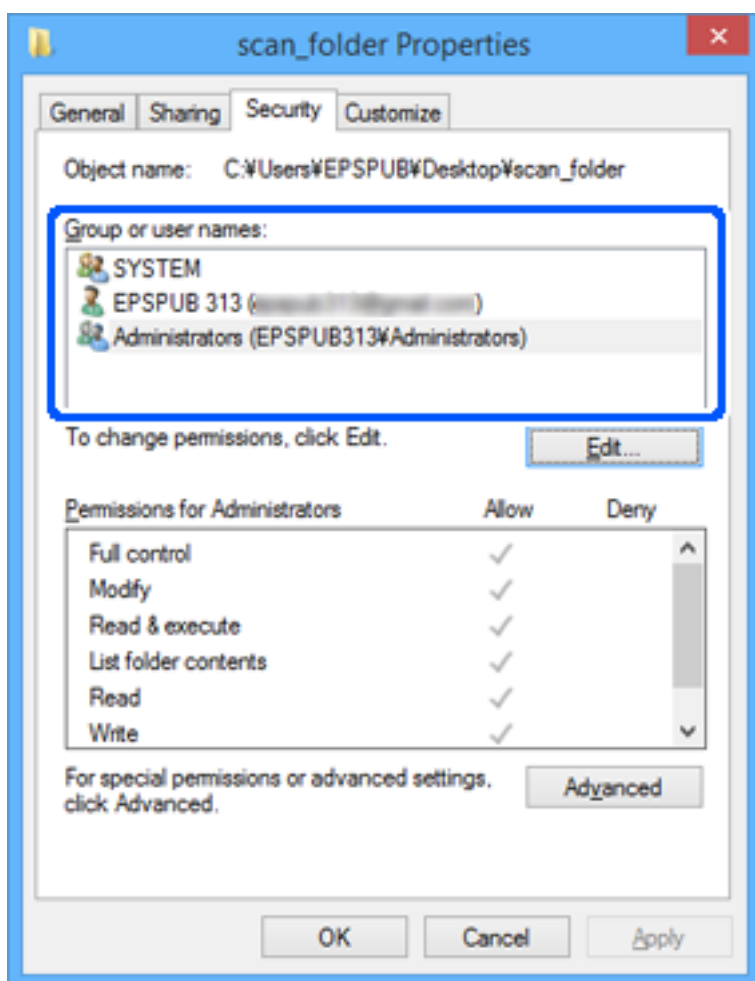 scan_folder Properties
General Sharing Security Customize
Object name: C:¥Users¥EPSPUB¥Desktop¥scan_folder
Group or user names:
SYSTEM
EPSPUB 313 ( )
Administrators (EPSPUB313¥Administrators)
To change permissions, click Edit.
Edit...
Permissions for Administrators Allow Deny
Full control
Modify
Read & execute
List folder contents
Read
Write
For special permissions or advanced settings,
click Advanced.
Advanced
OK Cancel Apply